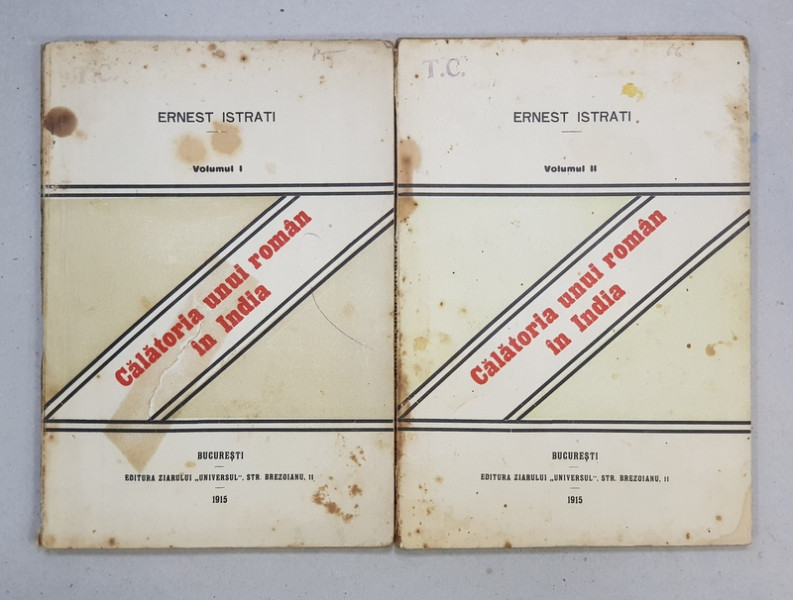 T.C.
ERNEST ISTRATI
Volumul I
Călătoria unui român
în India
BUCUREȘTI
EDITURA ZIARULUI „UNIVERSUL", STR. BREZOIANU, 11
1915
T.C.
66
ERNEST ISTRATI
Volumul II
Călătoria unui român
în India
BUCUREȘTI
EDITURA ZIARULUI „UNIVERSUL", STR. BREZOIANU, 11
1915